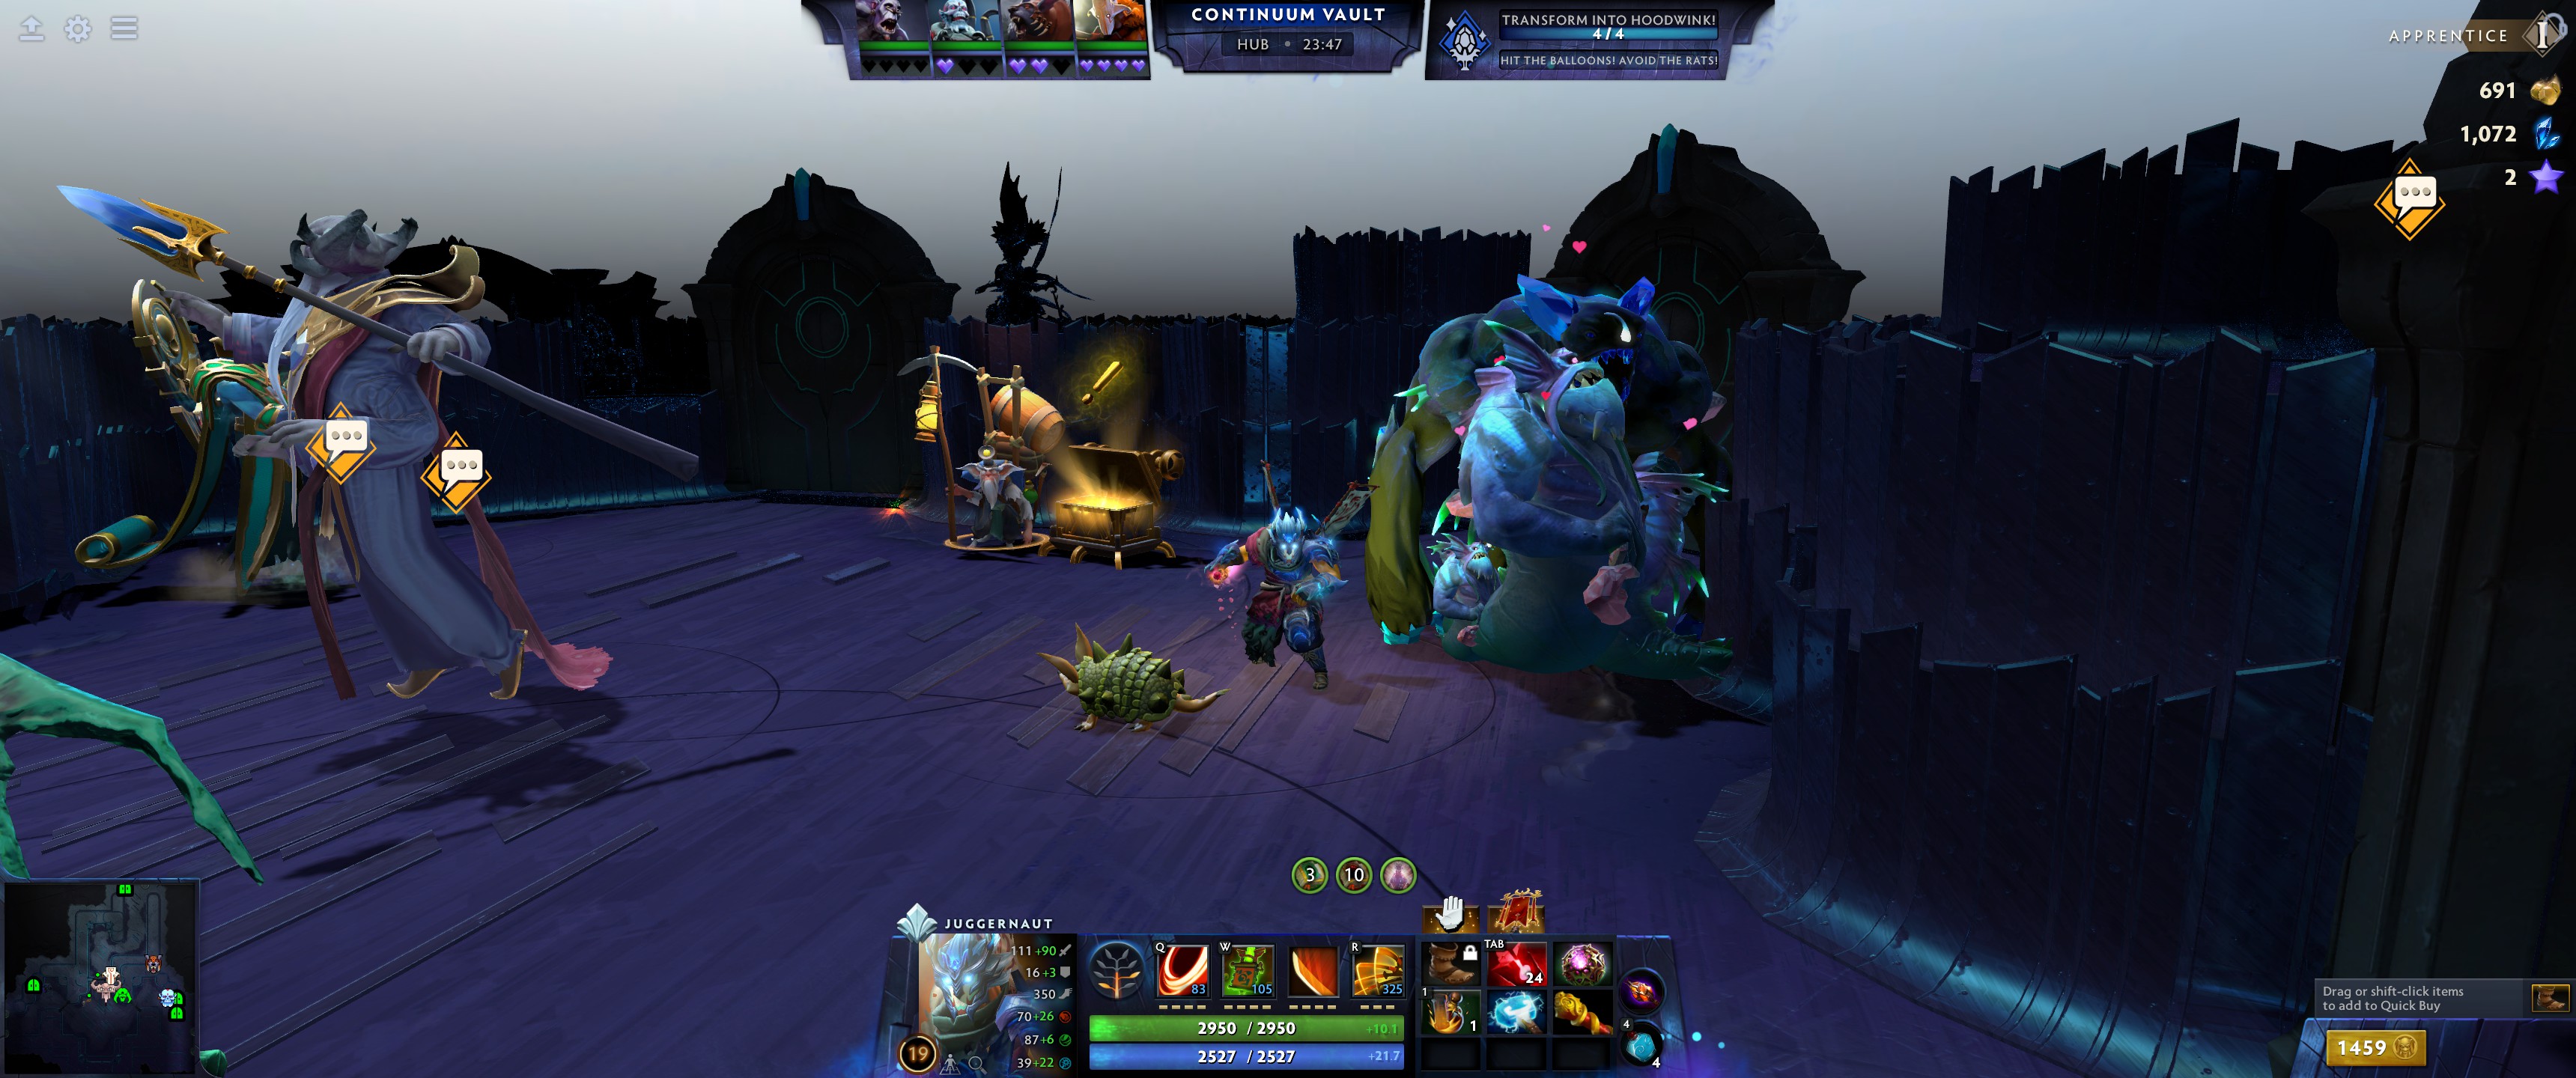 CONTINUUM VAULT
HUB • 23:47
TRANSFORM INTO HOODWINK!
4/4
HIT THE BALLOONS! AVOID THE RATS!
APPRENTICE I
691
1,072
2
3 10
JUGGERNAUT
111 +90
16 +3
350
70 +26
87 +6
39 +22
19
Q 83
W 105
R 325
2950 / 2950 +10.1
2527 / 2527 +21.7
TAB 24
1 1
4 4
Drag or shift-click items
to add to Quick Buy
1459